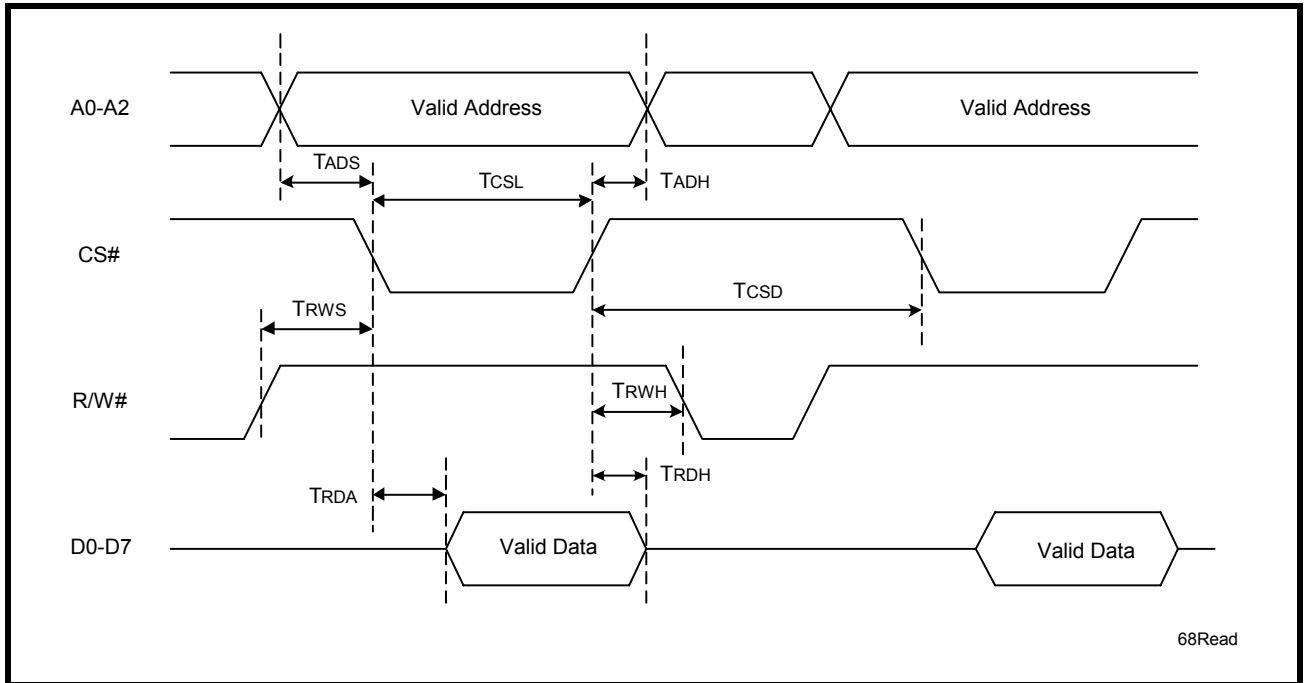 A0-A2
Valid Address
Valid Address
TADS
TCSL
TADH
CS#
TCSD
TRWS
R/W#
TRWH
TRDH
TRDA
D0-D7
Valid Data
Valid Data
68Read